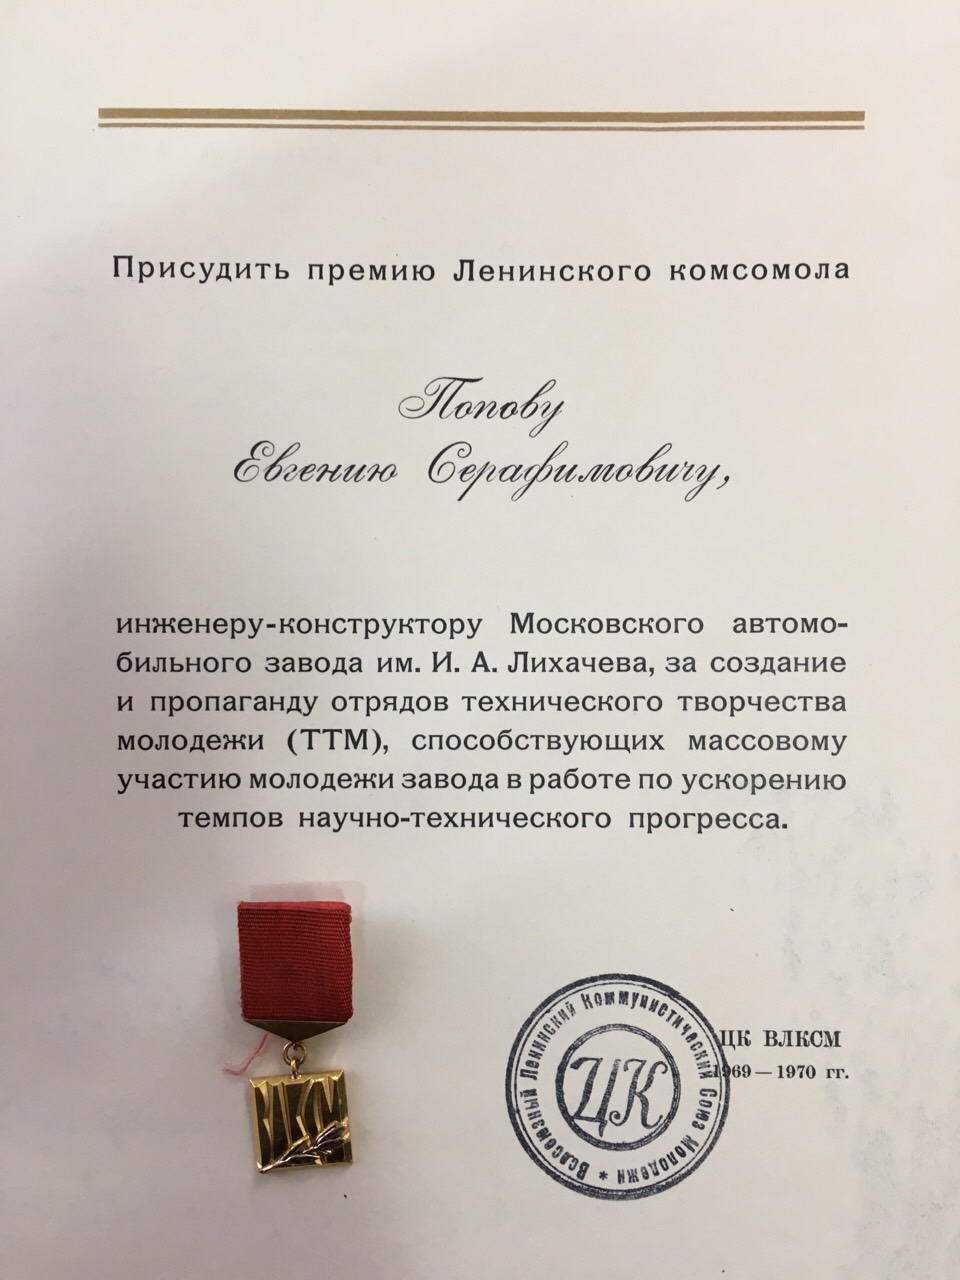 Присудить премию Ленинского комсомола
Попову
Евгению Серафимовичу,
инженеру-конструктору Московского автомо-
бильного завода им. И. А. Лихачева, за создание
и пропаганду отрядов технического творчества
молодежи (ТТМ), способствующих массовому
участию молодежи завода в работе по ускорению
темпов научно-технического прогресса.
ВЛКСМ
Всесоюзный Ленинский Коммунистический Союз Молодежи *
ЦК
ЦК ВЛКСМ
1969 — 1970 гг.